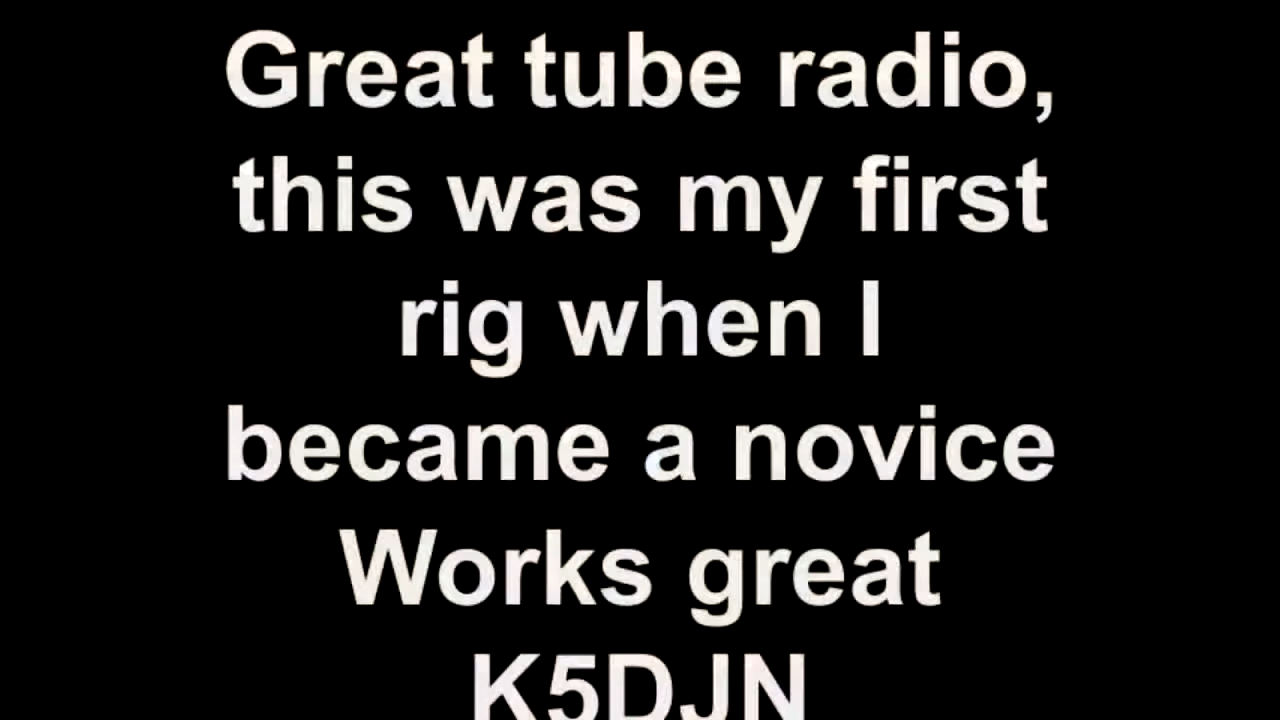 Great tube radio,
this was my first
rig when I
became a novice
Works great
K5DJN